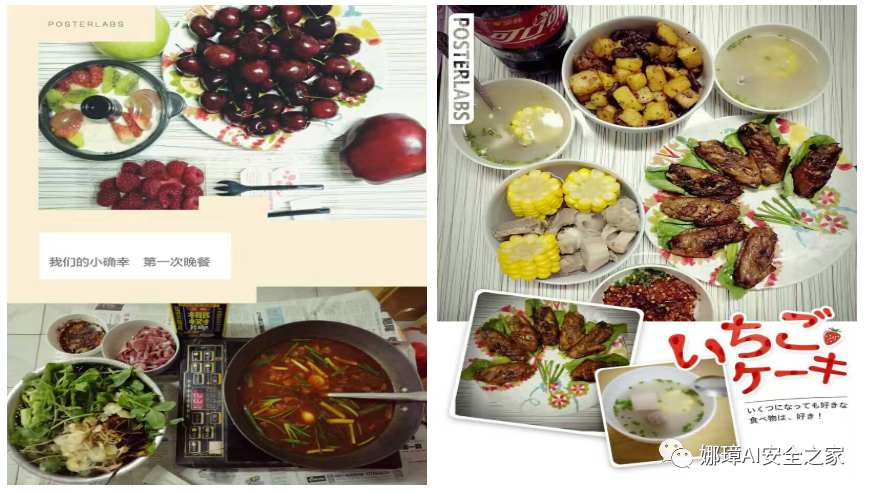 POSTERLABS
我们的小确幸 第一次晚餐
231
POSTERLABS
いちご
ケーキ
いくつになっても好きな
食べ物は、好き！
娜璋AI安全之家